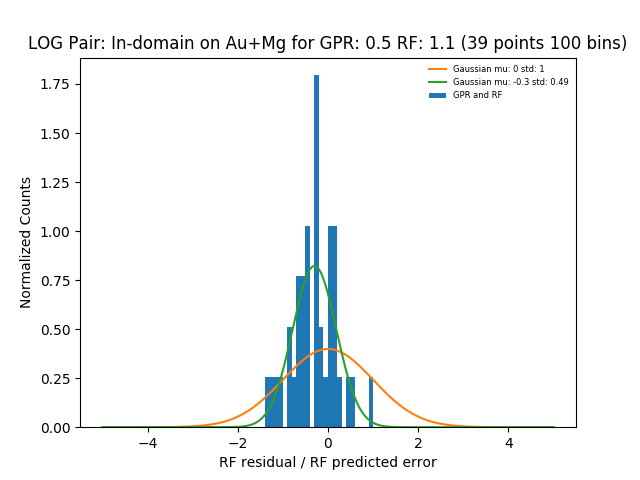 LOG Pair: In-domain on Au+Mg for GPR: 0.5 RF: 1.1 (39 points 100 bins)
Gaussian mu: 0 std: 1
Gaussian mu: -0.3 std: 0.49
GPR and RF
Normalized Counts
1.75
1.50
1.25
1.00
0.75
0.50
0.25
0.00
−4
−2
0
2
4
RF residual / RF predicted error